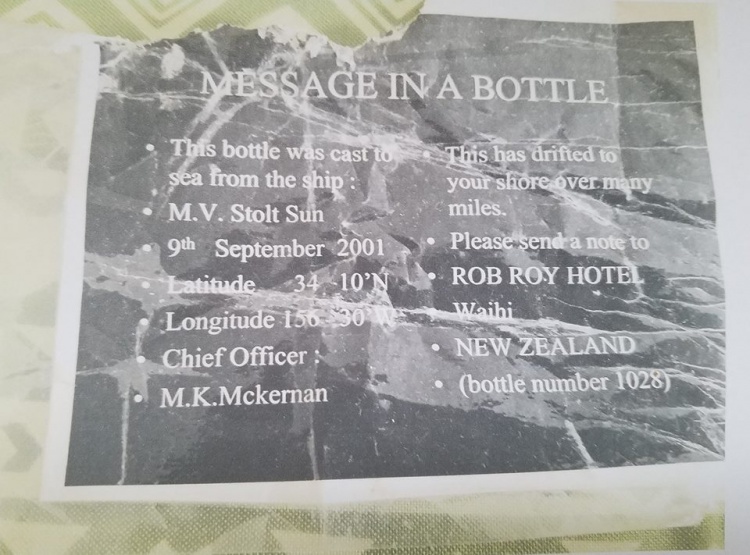 MESSAGE IN A BOTTLE
• This bottle was cast to
sea from the ship :
• M.V. Stolt Sun
• 9th September 2001
• Latitude 34 10'N
• Longitude 156 30'W
• Chief Officer :
• M.K.Mckernan
• This has drifted to
your shore over many
miles.
• Please send a note to
• ROB ROY HOTEL
• Waihi
• NEW ZEALAND
• (bottle number 1028)